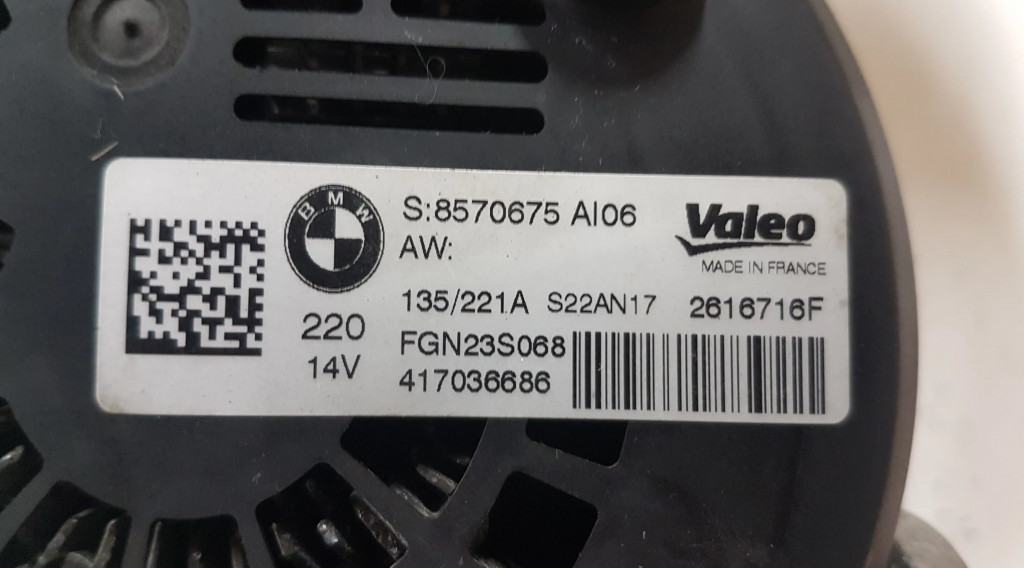 BMW
S:8570675 AI06
AW:
Valeo
MADE IN FRANCE
135/221A S22AN17 2616716F
220
14V
FGN23S068
417036686